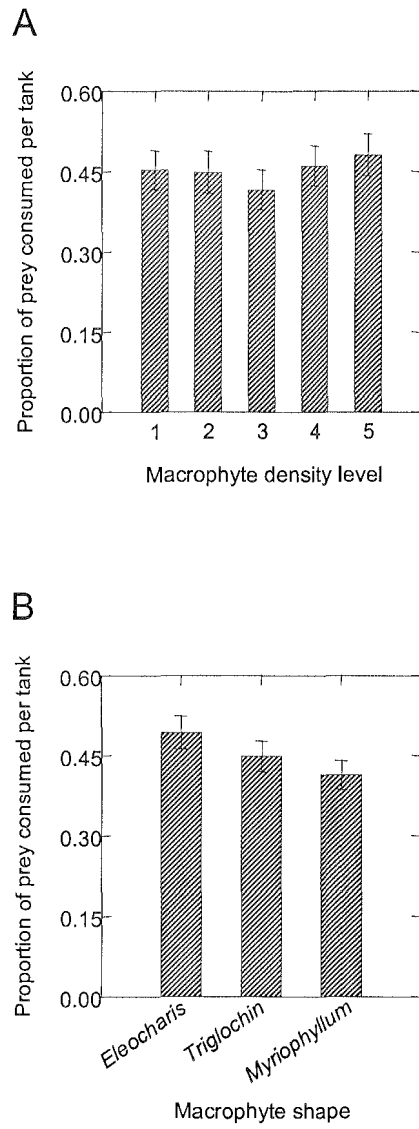 A
Proportion of prey consumed per tank
0.60
0.45
0.30
0.15
0.00
1 2 3 4 5
Macrophyte density level
B
Proportion of prey consumed per tank
0.60
0.45
0.30
0.15
0.00
Eleocharis Triglochin Myriophyllum
Macrophyte shape